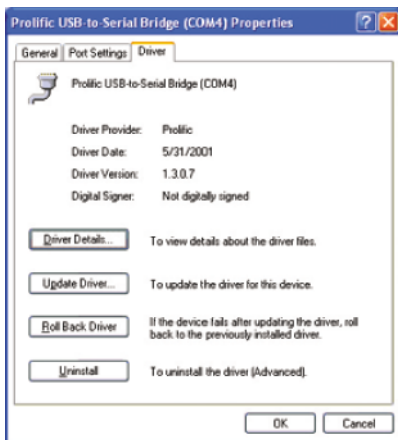 Prolific USB-to-Serial Bridge (COM4) Properties
General Port Settings Driver
Prolific USB-to-Serial Bridge (COM4)
Driver Provider: Prolific
Driver Date: 5/31/2001
Driver Version: 1.3.0.7
Digital Signer: Not digitally signed
Driver Details... To view details about the driver files.
Update Driver... To update the driver for this device.
Roll Back Driver If the device fails after updating the driver, roll
back to the previously installed driver.
Uninstall To uninstall the driver (Advanced).
OK Cancel